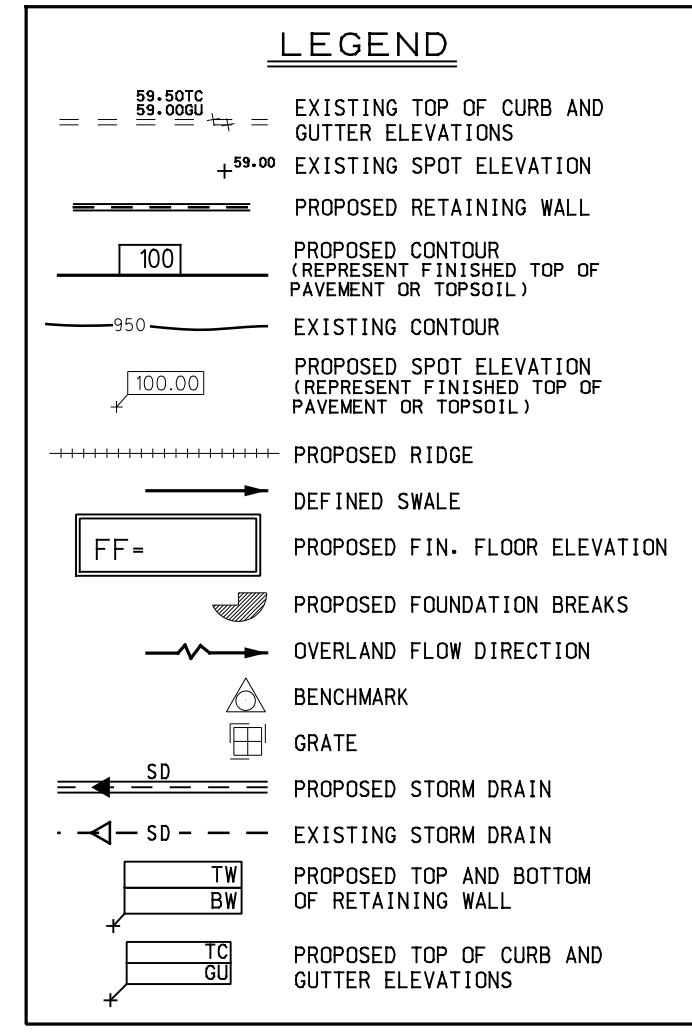 LEGEND
59.50TC
59.00GU
EXISTING TOP OF CURB AND
GUTTER ELEVATIONS
+59.00 EXISTING SPOT ELEVATION
PROPOSED RETAINING WALL
100
PROPOSED CONTOUR
(REPRESENT FINISHED TOP OF
PAVEMENT OR TOPSOIL)
950 EXISTING CONTOUR
100.00
PROPOSED SPOT ELEVATION
(REPRESENT FINISHED TOP OF
PAVEMENT OR TOPSOIL)
PROPOSED RIDGE
DEFINED SWALE
FF= PROPOSED FIN. FLOOR ELEVATION
PROPOSED FOUNDATION BREAKS
OVERLAND FLOW DIRECTION
BENCHMARK
GRATE
SD PROPOSED STORM DRAIN
SD EXISTING STORM DRAIN
TW PROPOSED TOP AND BOTTOM
BW OF RETAINING WALL
TC PROPOSED TOP OF CURB AND
GU GUTTER ELEVATIONS